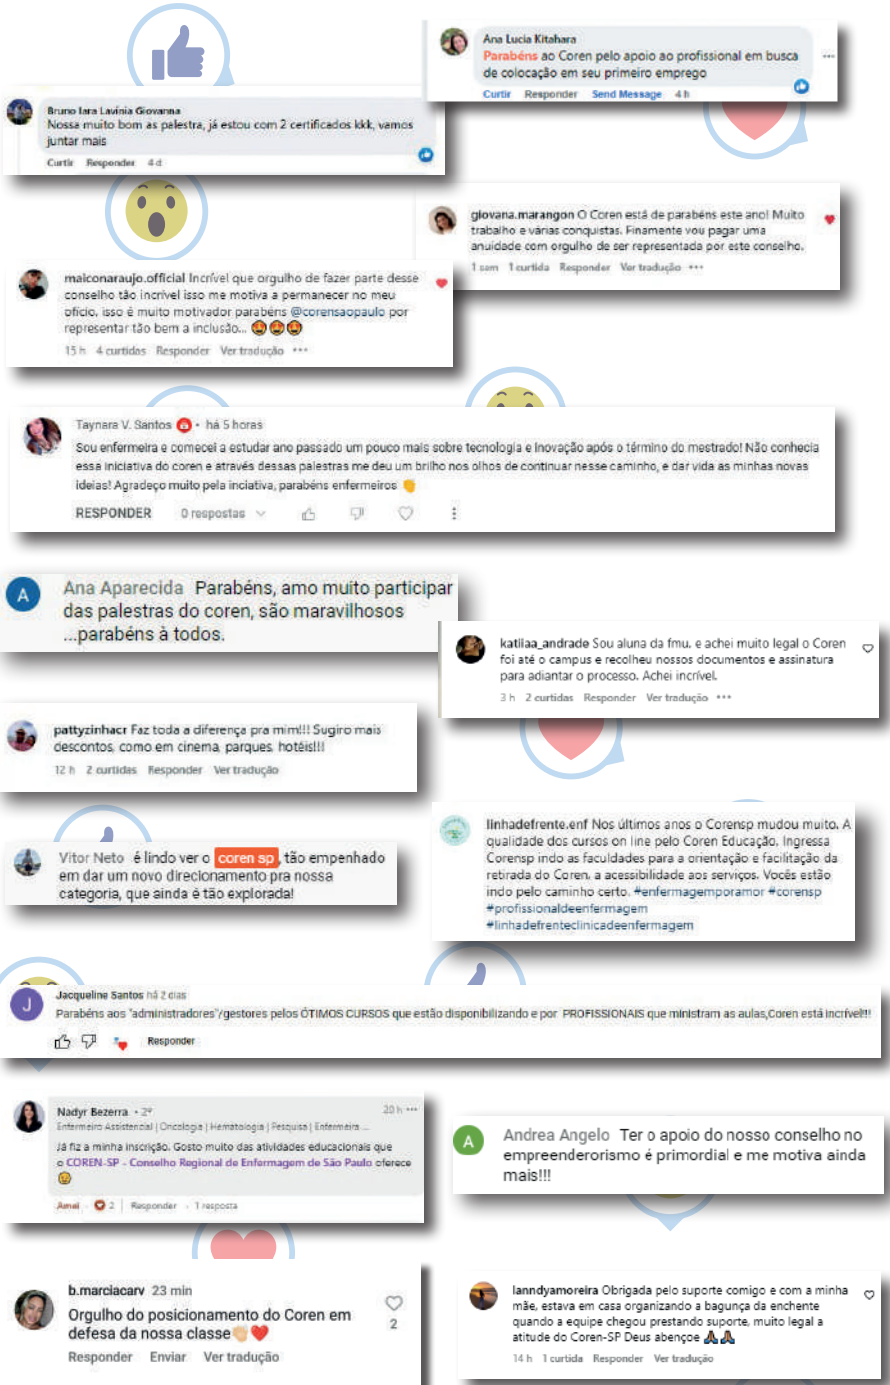 Ana Lucia Kitahara
Parabéns ao Coren pelo apoio ao profissional em busca
de colocação em seu primeiro emprego
Curtir Responder Send Message 4 h
Bruno Iara Lavínia Giovanna
Nossa muito bom as palestra, já estou com 2 certificados kkk, vamos
juntar mais
Curtir Responder 4 d
giovana.marangon O Coren está de parabéns este ano! Muito
trabalho e várias conquistas. Finamente vou pagar uma
anuidade com orgulho de ser representada por este conselho.
1 sem 1 curtida Responder Ver tradução •••
maiconaraujo.official Incrível que orgulho de fazer parte desse
conselho tão incrível isso me motiva a permanecer no meu
ofício, isso é muito motivador parabéns @corensaopaulo por
representar tão bem a inclusão... 🤩🤩🤩
15 h 4 curtidas Responder Ver tradução •••
Taynara V. Santos • há 5 horas
Sou enfermeira e comecei a estudar ano passado um pouco mais sobre tecnologia e inovação após o término do mestrado! Não conhecia
essa iniciativa do coren e através dessas palestras me deu um brilho nos olhos de continuar nesse caminho, e dar vida as minhas novas
ideias! Agradeço muito pela inciativa, parabéns enfermeiros 👏
RESPONDER 0 respostas
A Ana Aparecida Parabéns, amo muito participar
das palestras do coren, são maravilhosos
...parabéns à todos.
katiiaa_andrade Sou aluna da fmu, e achei muito legal o Coren
foi até o campus e recolheu nossos documentos e assinatura
para adiantar o processo. Achei incrível.
3 h 2 curtidas Responder Ver tradução •••
pattyzinhacr Faz toda a diferença pra mim!!! Sugiro mais
descontos, como em cinema, parques, hotéis!!!
12 h 2 curtidas Responder Ver tradução
Vitor Neto é lindo ver o coren sp, tão empenhado
em dar um novo direcionamento pra nossa
categoria, que ainda é tão explorada!
linhadefrente.enf Nos últimos anos o Corensp mudou muito. A
qualidade dos cursos on line pelo Coren Educação. Ingressa
Corensp indo as faculdades para a orientação e facilitação da
retirada do Coren, a acessibilidade aos serviços. Vocês estão
indo pelo caminho certo. #enfermagemporamor #corensp
#profissionaldeenfermagem
#linhadefrenteclinicadeenfermagem
J Jacqueline Santos há 2 dias
Parabéns aos "administradores"/gestores pelos ÓTIMOS CURSOS que estão disponibilizando e por PROFISSIONAIS que ministram as aulas,Coren está incrível!!!
Responder
Nadyr Bezerra • 2º 20 h •••
Enfermeiro Assistencial | Oncologia | Hematologia | Pesquisa | Enfermeira ...
Já fiz a minha inscrição. Gosto muito das atividades educacionais que
o COREN-SP - Conselho Regional de Enfermagem de São Paulo oferece
Amei 2 | Responder • 1 resposta
A Andrea Angelo Ter o apoio do nosso conselho no
empreenderorismo é primordial e me motiva ainda
mais!!!
b.marciacarv 23 min
Orgulho do posicionamento do Coren em
defesa da nossa classe👏🏻❤️
2
Responder Enviar Ver tradução
lanndyamoreira Obrigada pelo suporte comigo e com a minha
mãe, estava em casa organizando a bagunça da enchente
quando a equipe chegou prestando suporte, muito legal a
atitude do Coren-SP Deus abençoe 🙏🏾🙏🏾
14 h 1 curtida Responder Ver tradução